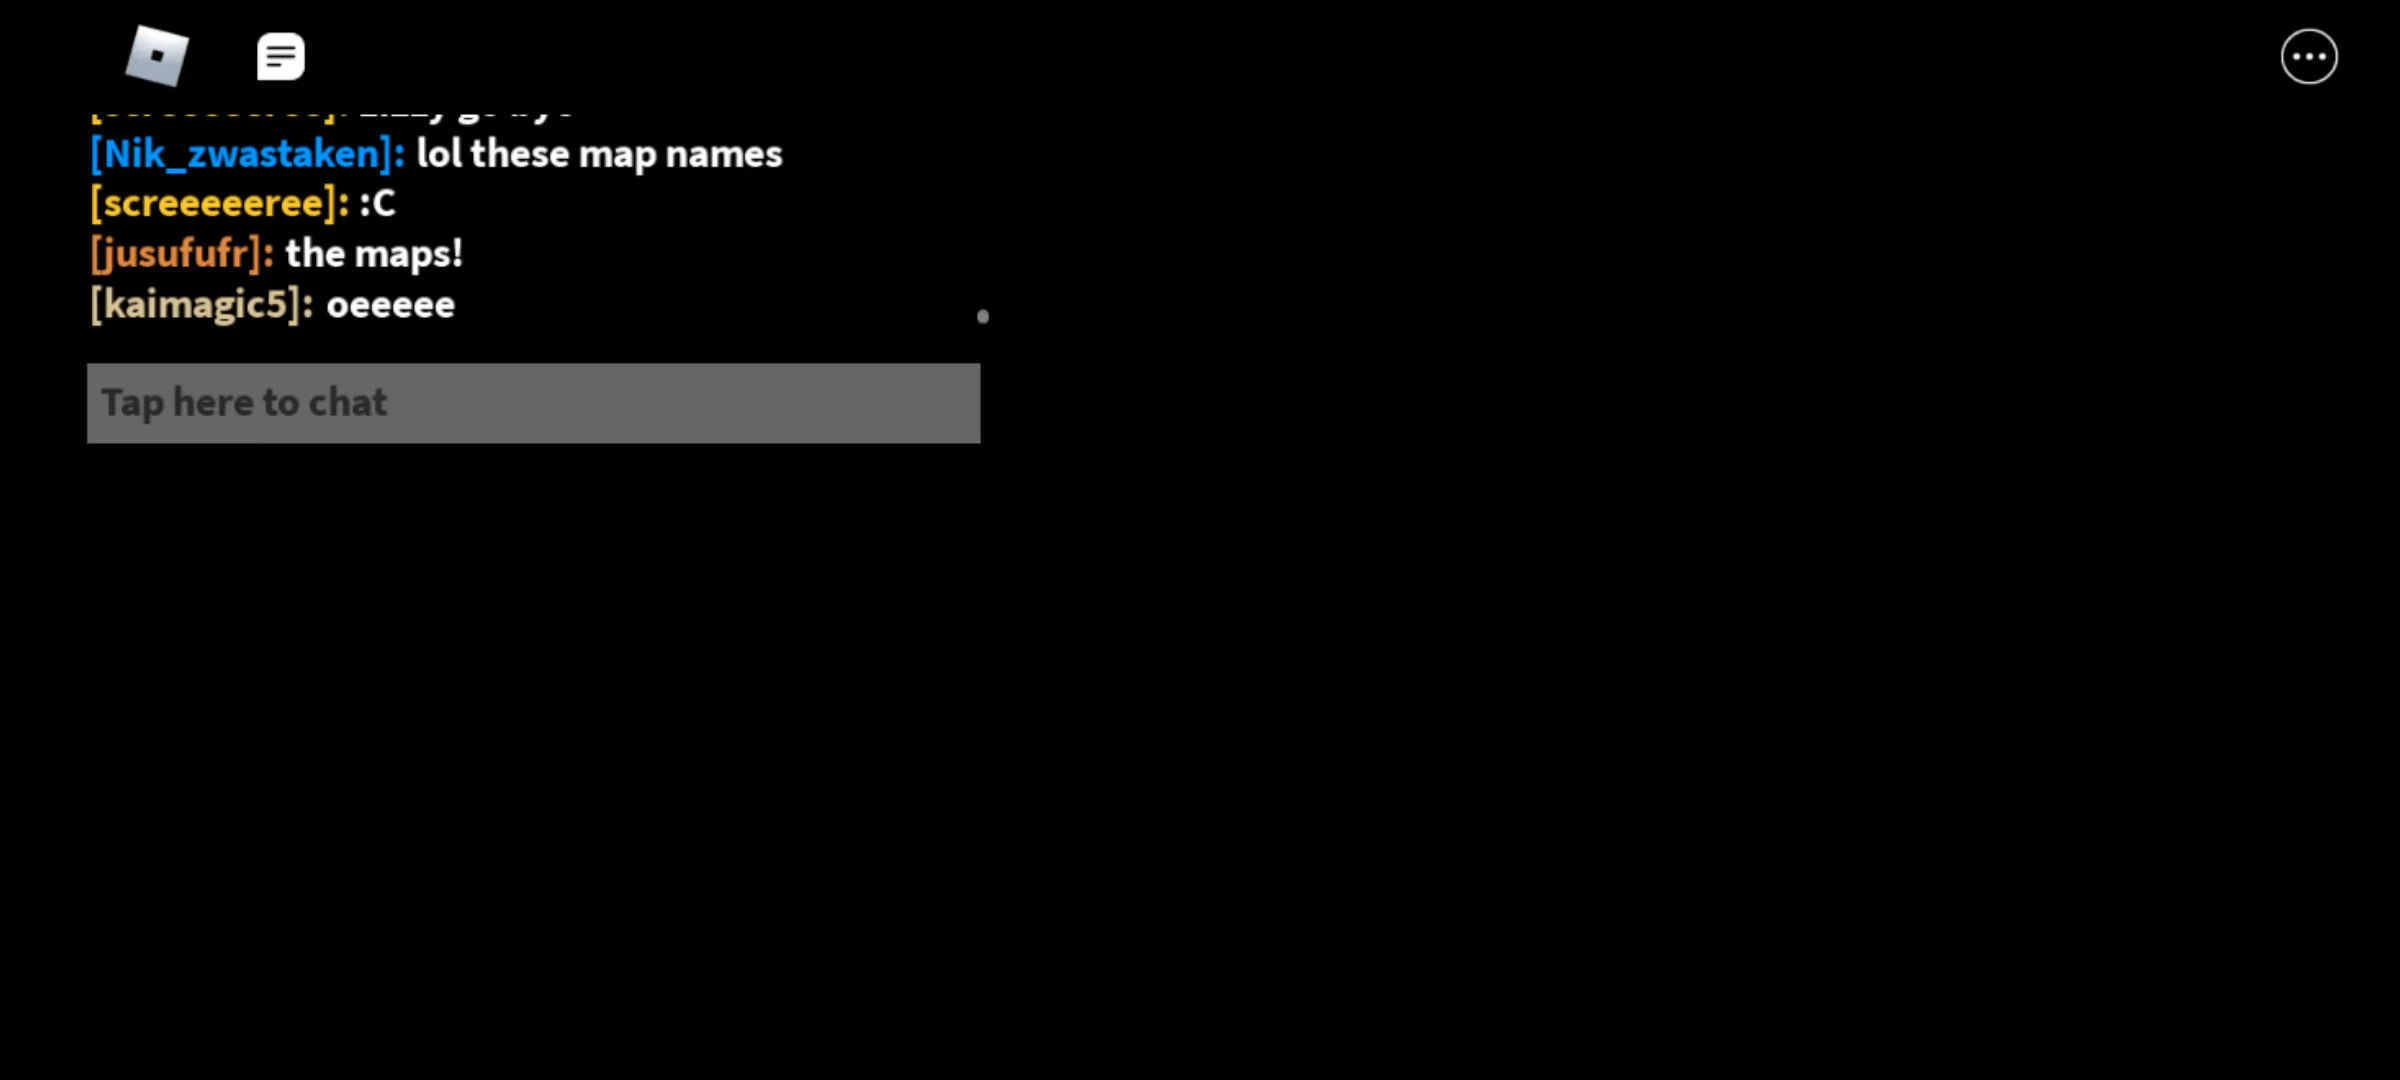 [Nik_zwastaken]: lol these map names
[screeeeeree]: :C
[jusufufr]: the maps!
[kaimagic5]: oeeeee
Tap here to chat